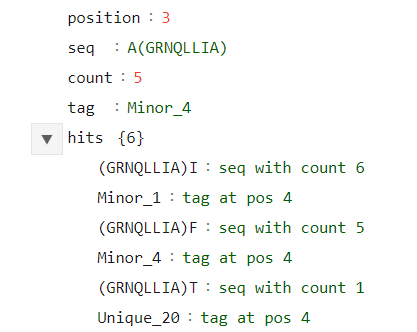 position : 3
seq : A(GRNQLLIA)
count : 5
tag : Minor_4
▼ hits {6}
(GRNQLLIA)I : seq with count 6
Minor_1 : tag at pos 4
(GRNQLLIA)F : seq with count 5
Minor_4 : tag at pos 4
(GRNQLLIA)T : seq with count 1
Unique_20 : tag at pos 4